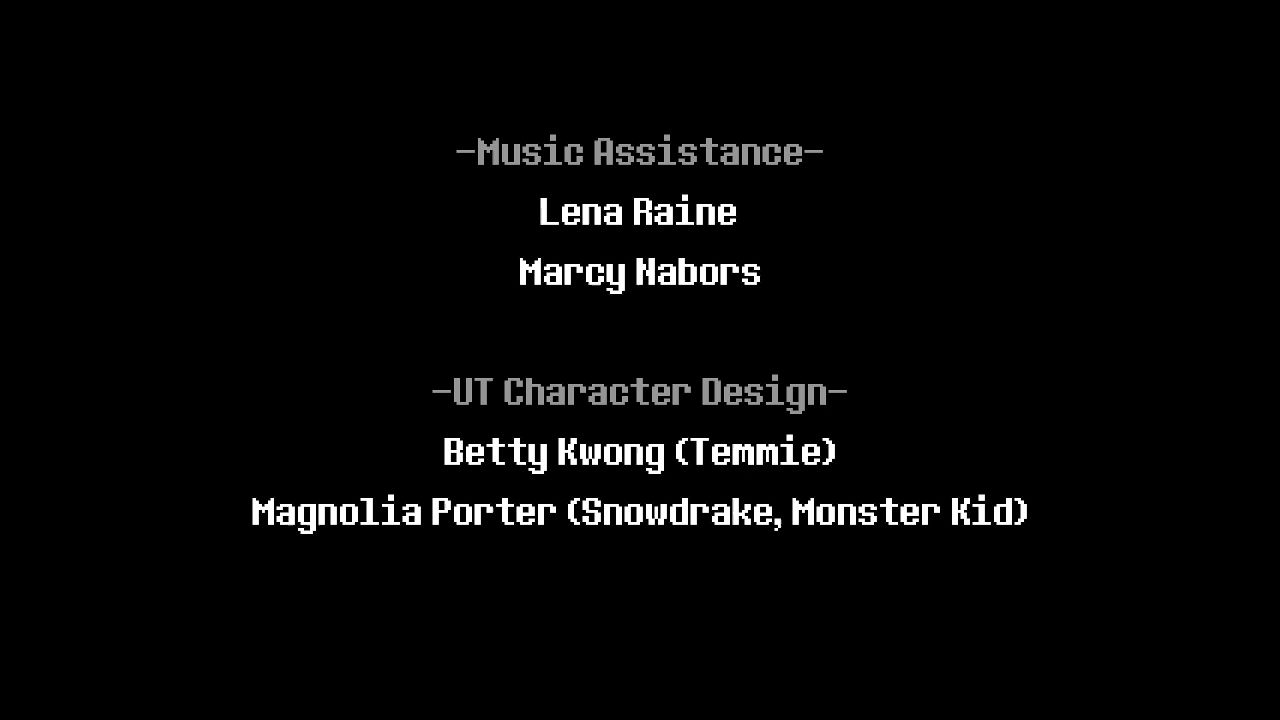 -Music Assistance-
Lena Raine
Marcy Nabors
-UT Character Design-
Betty Kwong (Temmie)
Magnolia Porter (Snowdrake, Monster Kid)